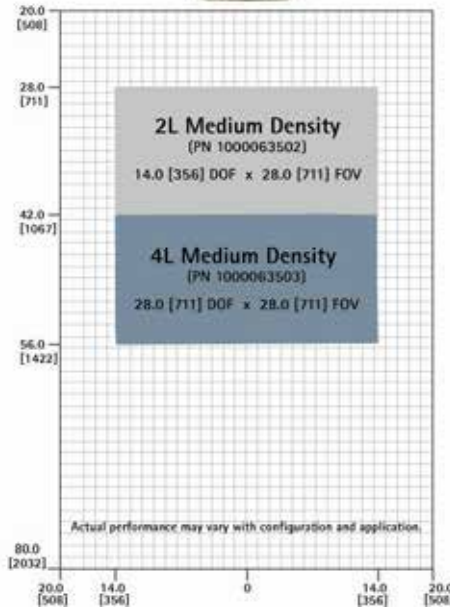 20.0
[508]
28.0
[711]
2L Medium Density
(PN 1000063502)
14.0 [356] DOF x 28.0 [711] FOV
42.0
[1067]
4L Medium Density
(PN 1000063503)
28.0 [711] DOF x 28.0 [711] FOV
56.0
[1422]
Actual performance may vary with configuration and application.
80.0
[2032]
20.0 14.0 0 14.0 20.0
[508] [356] [356] [508]